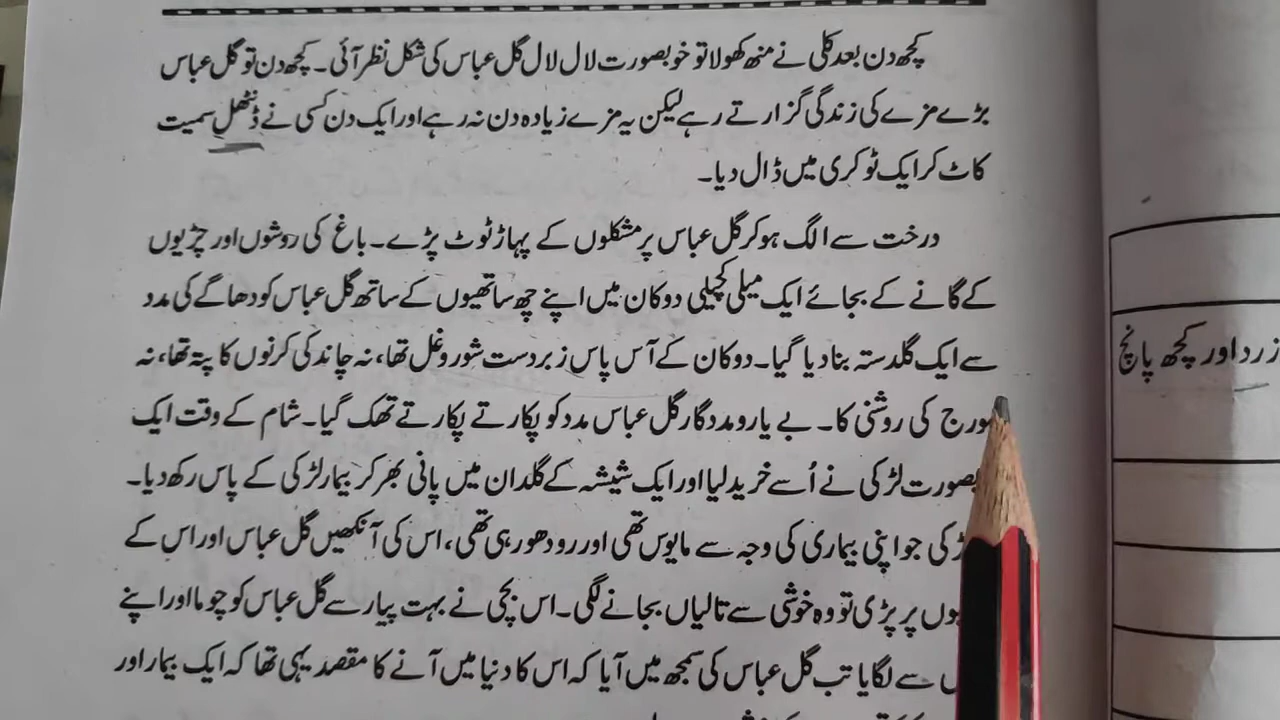 کچھ دن بعد کلی نے منھ کھولا تو خوبصورت لال لال گل عباس کی شکل نظر آئی۔ کچھ دن تو گل عباس
بڑے مزے کی زندگی گزارتے رہے لیکن یہ مزے زیادہ دن نہ رہے اور ایک دن کسی نے ڈنٹھل سمیت
کاٹ کر ایک ٹوکری میں ڈال دیا۔
درخت سے الگ ہو کر گل عباس پر مشکلوں کے پہاڑ ٹوٹ پڑے۔ باغ کی روشوں اور چڑیوں
کے گانے کے بجائے ایک میلی کچیلی دوکان میں اپنے چھ ساتھیوں کے ساتھ گل عباس کو دھاگے کی مدد
سے ایک گلدستہ بنا دیا گیا۔ دوکان کے آس پاس زبردست شور و غل تھا، نہ چاند کی کرنوں کا پتہ تھا، نہ
سورج کی روشنی کا۔ بے یار و مددگار گل عباس مدد کو پکارتے پکارتے تھک گیا۔ شام کے وقت ایک
بصورت لڑکی نے اُسے خرید لیا اور ایک شیشہ کے گلدان میں پانی بھر کر بیمار لڑکی کے پاس رکھ دیا۔
ڑکی جو اپنی بیماری کی وجہ سے مایوس تھی اور رو دھو رہی تھی، اس کی آنکھیں گل عباس اور اس کے
پر پڑی تو وہ خوشی سے تالیاں بجانے لگی۔ اس بچی نے بہت پیار سے گل عباس کو چوما اور اپنے
سے لگایا تب گل عباس کی سمجھ میں آیا کہ اس کا دنیا میں آنے کا مقصد یہی تھا کہ ایک بیمار اور
زرد اور کچھ پانچ